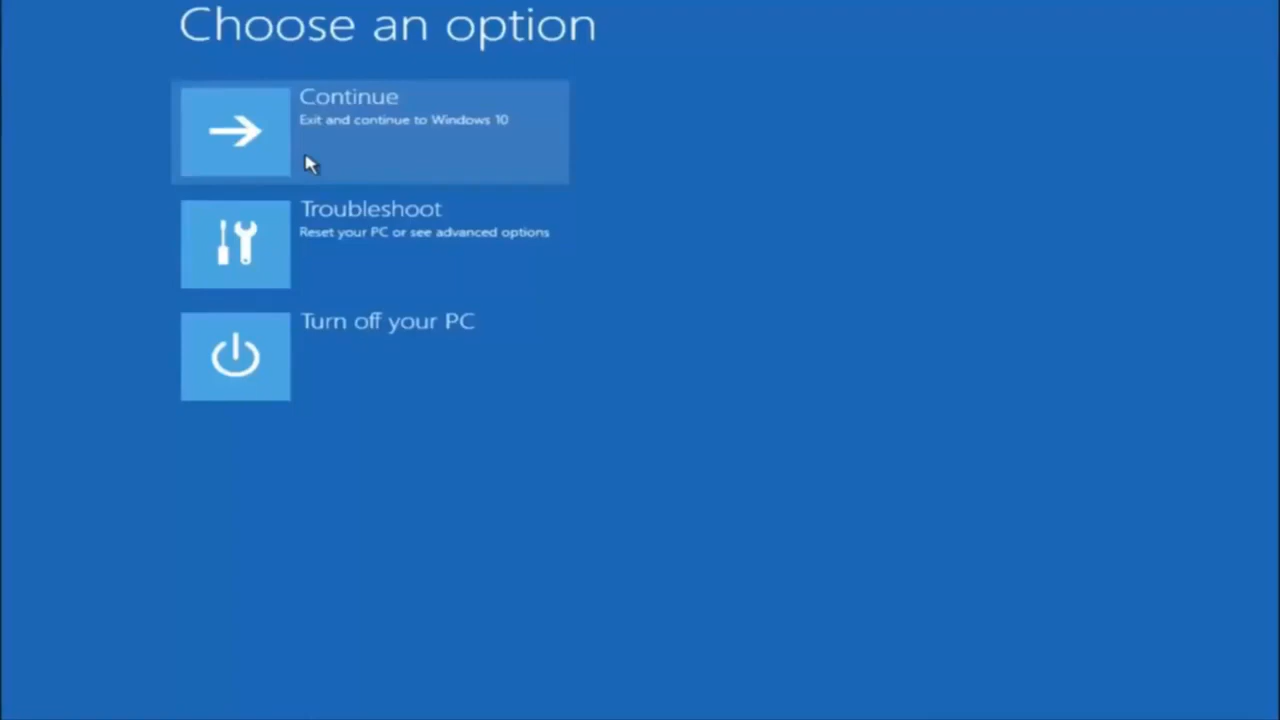 Choose an option
Continue
Exit and continue to Windows 10
Troubleshoot
Reset your PC or see advanced options
Turn off your PC